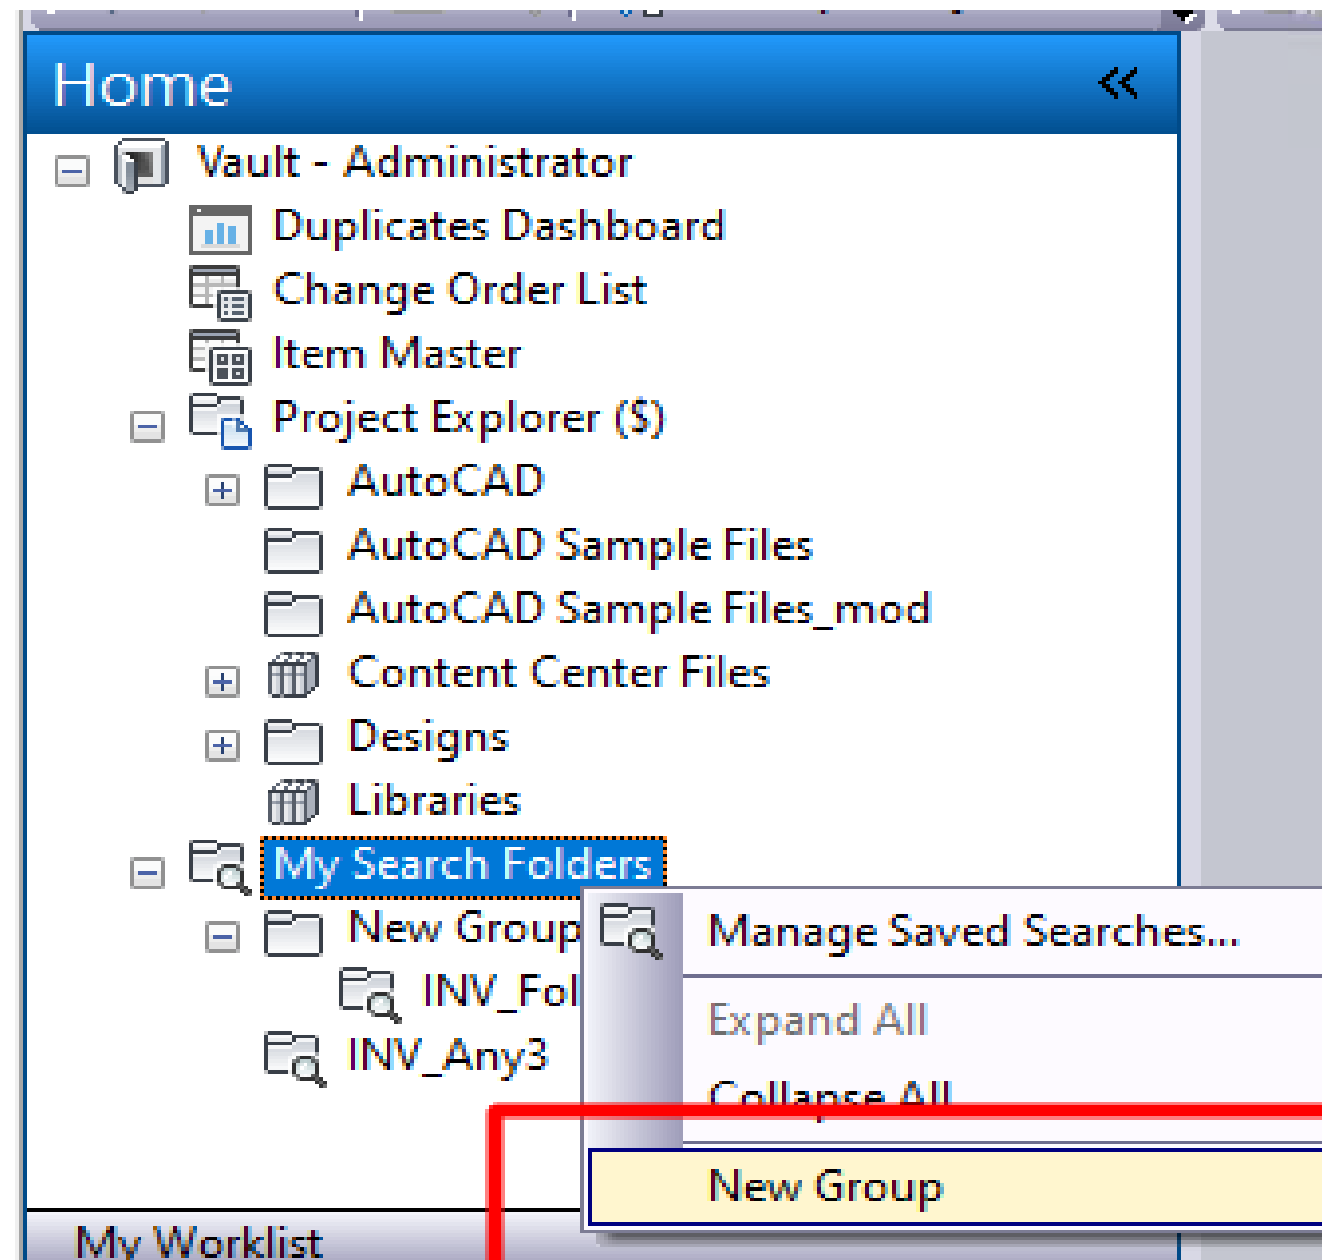 Home
Vault - Administrator
Duplicates Dashboard
Change Order List
Item Master
Project Explorer ($)
AutoCAD
AutoCAD Sample Files
AutoCAD Sample Files_mod
Content Center Files
Designs
Libraries
My Search Folders
New Group
Manage Saved Searches...
INV_Fol
Expand All
INV_Any3
Collapse All
New Group
My Worklist